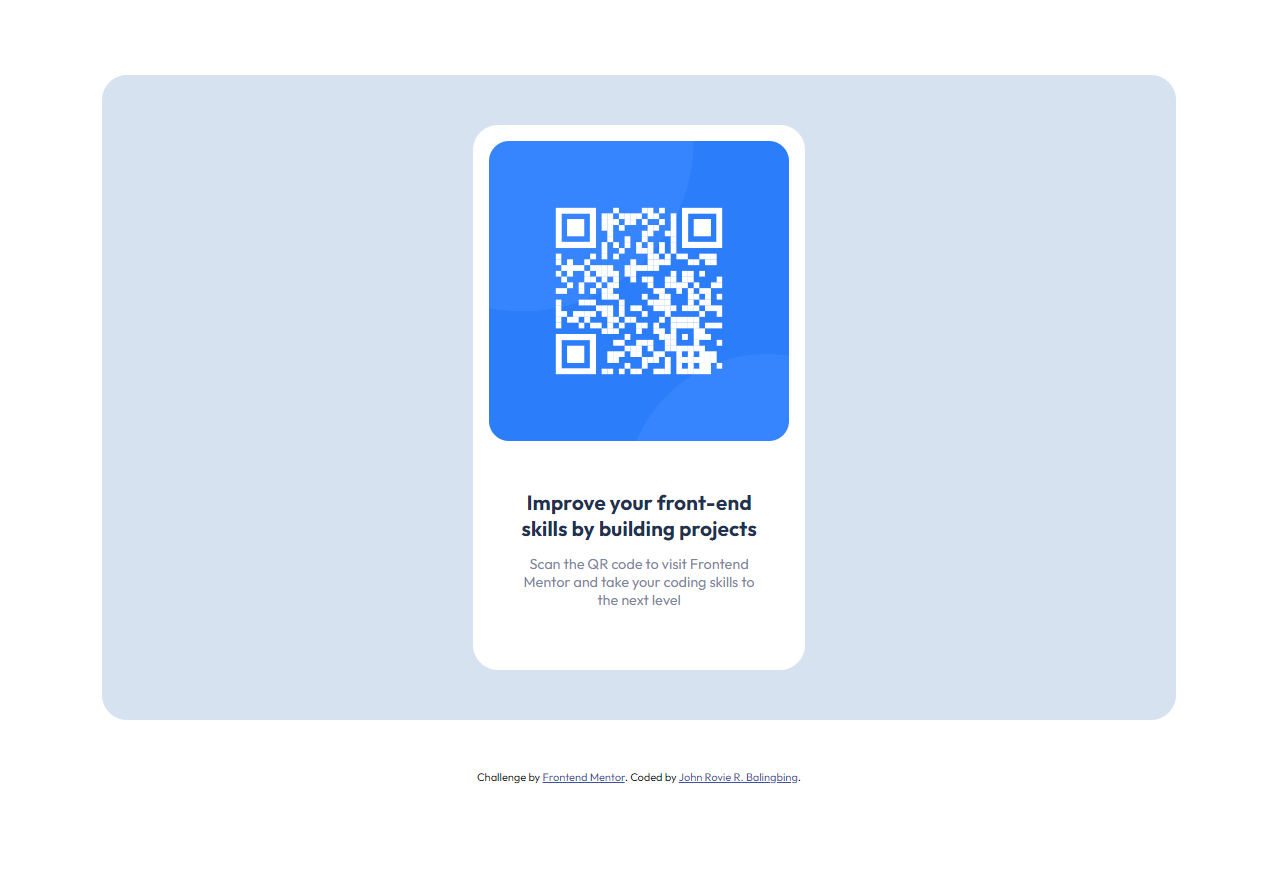 Improve your front-end
skills by building projects
Scan the QR code to visit Frontend
Mentor and take your coding skills to
the next level
Challenge by Frontend Mentor. Coded by John Rovie R. Balingbing.